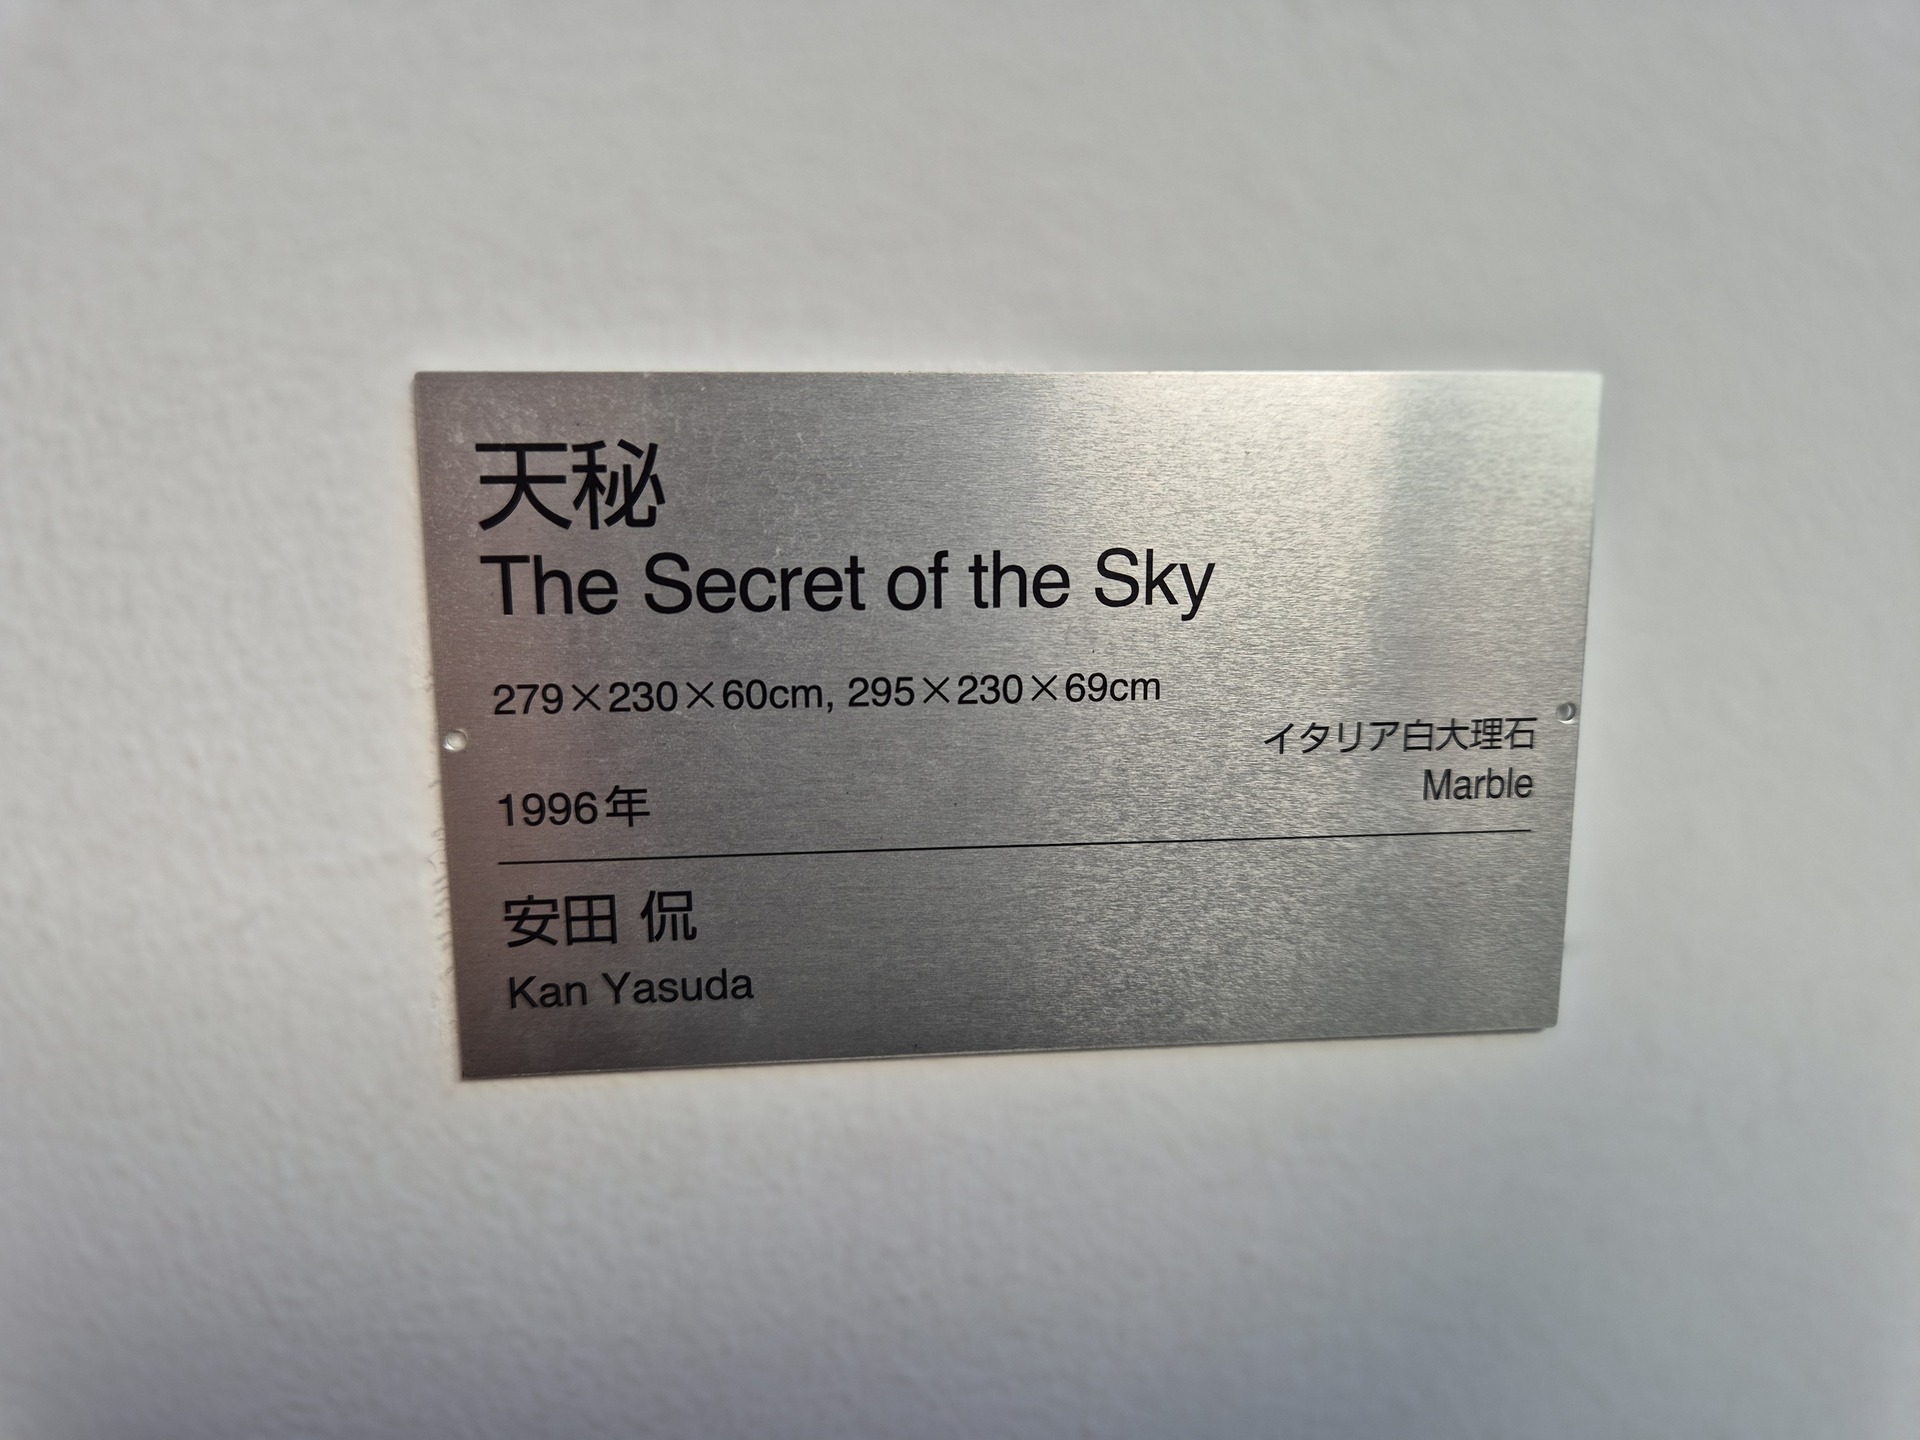 天秘
The Secret of the Sky
279×230×60cm, 295×230×69cm
イタリア白大理石
Marble
1996年
安田 侃
Kan Yasuda